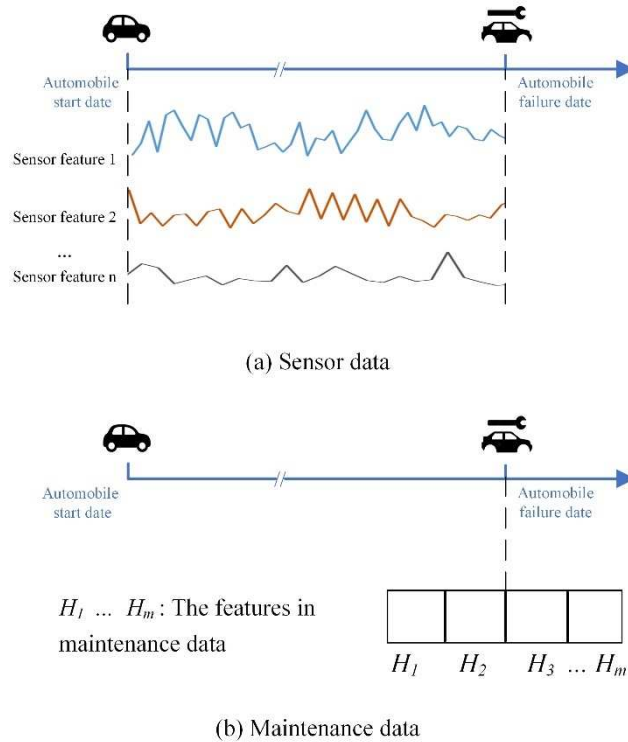 Automobile
start date
Automobile
failure date
Sensor feature 1
Sensor feature 2
...
Sensor feature n
(a) Sensor data
Automobile
start date
Automobile
failure date
H1 ... Hm: The features in
maintenance data
H1 H2 H3 ... Hm
(b) Maintenance data